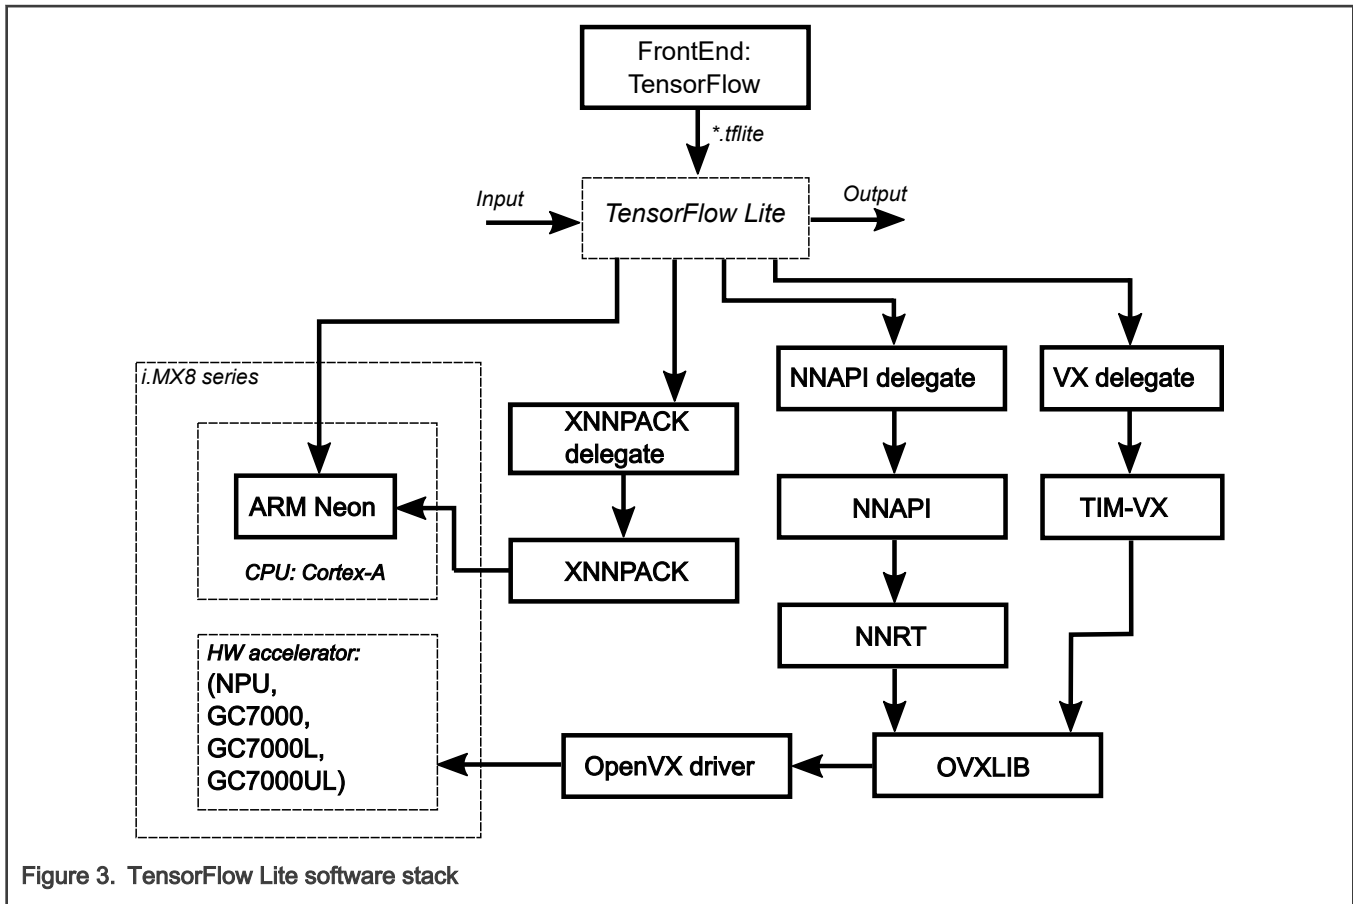 FrontEnd:
TensorFlow
*.tflite
Input
TensorFlow Lite
Output
i.MX8 series
NNAPI delegate
VX delegate
XNNPACK
delegate
ARM Neon
NNAPI
TIM-VX
CPU: Cortex-A
XNNPACK
NNRT
HW accelerator:
(NPU,
GC7000,
GC7000L,
GC7000UL)
OpenVX driver
OVXLIB
Figure 3. TensorFlow Lite software stack